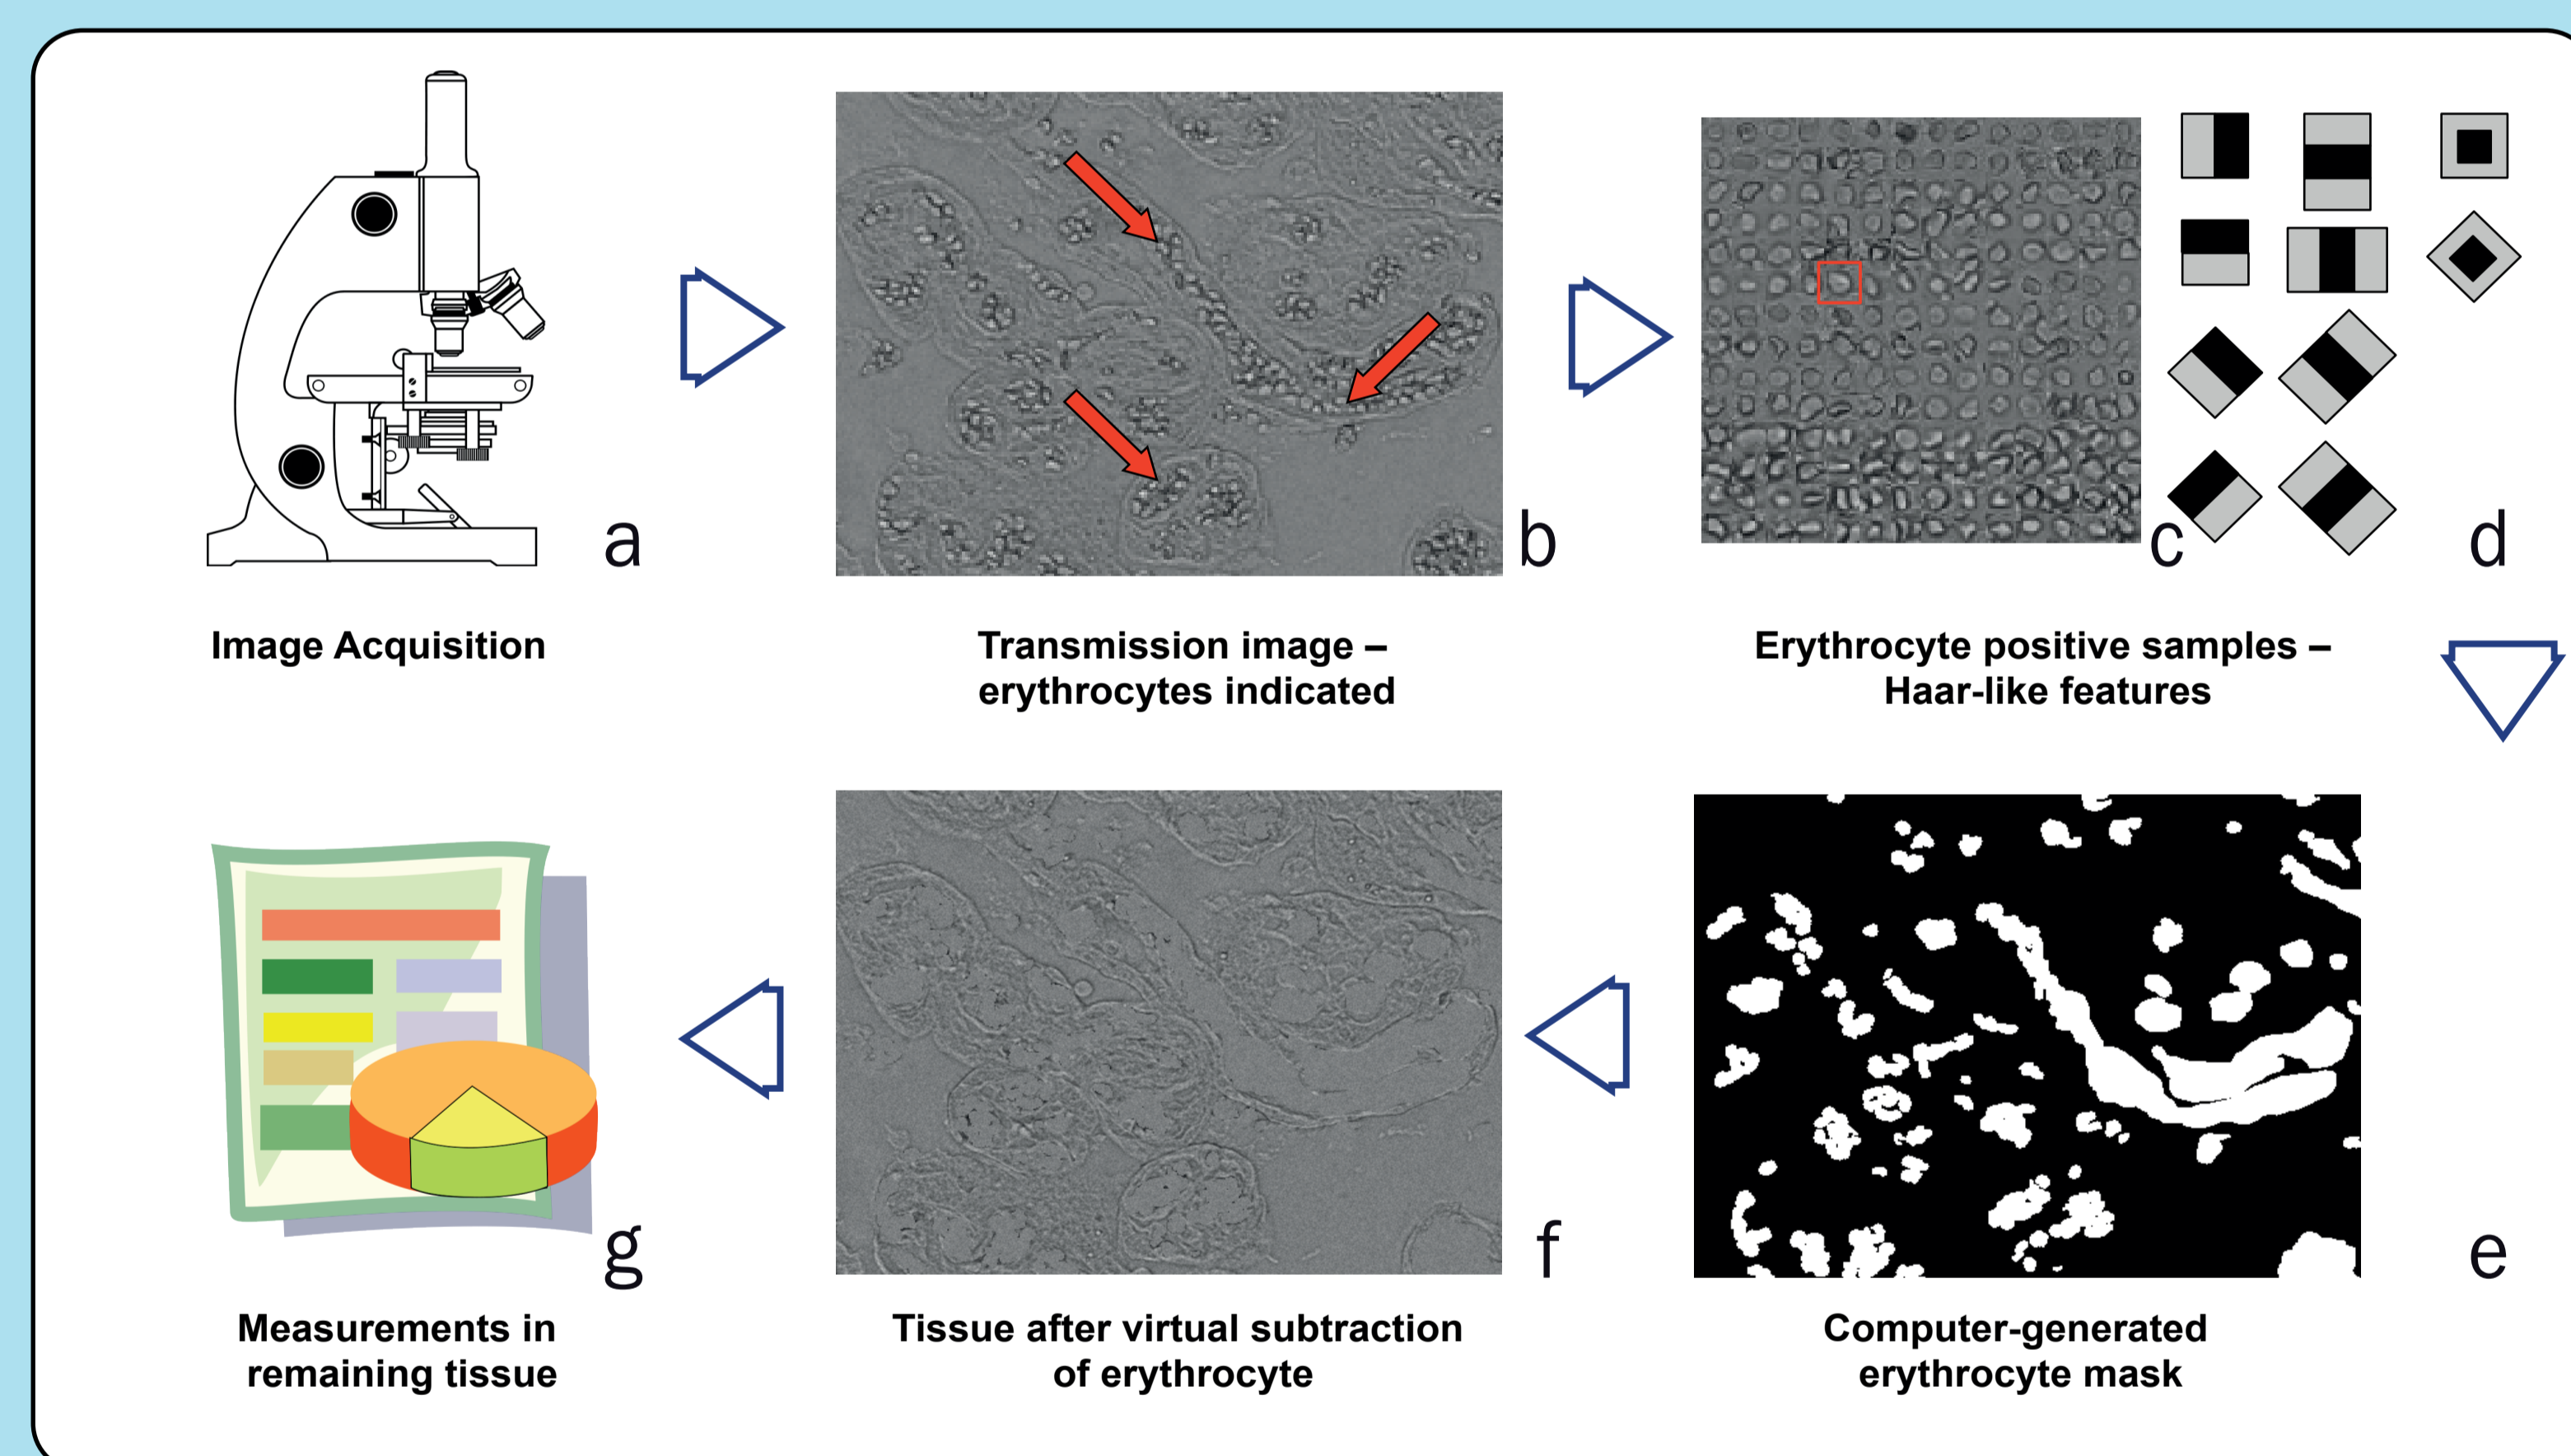 a
b
c
d
Image Acquisition
Transmission image –
erythrocytes indicated
Erythrocyte positive samples –
Haar-like features
g
f
e
Measurements in
remaining tissue
Tissue after virtual subtraction
of erythrocyte
Computer-generated
erythrocyte mask